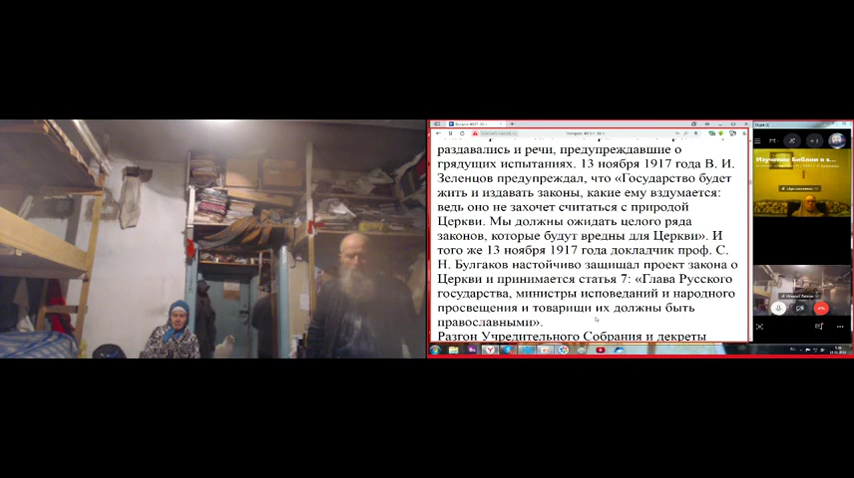 раздавались и речи, предупреждавшие о
грядущих испытаниях. 13 ноября 1917 года В. И.
Зеленцов предупреждал, что «Государство будет
жить и издавать законы, какие ему вздумается:
ведь оно не захочет считаться с природой
Церкви. Мы должны ожидать целого ряда
законов, которые будут вредны для Церкви». И
того же 13 ноября 1917 года докладчик проф. С.
Н. Булгаков настойчиво защищал проект закона о
Церкви и принимается статья 7: «Глава Русского
государства, министры исповеданий и народного
просвещения и товарищи их должны быть
православными».
Разгон Учредительного Собрания и декреты
Изучение Библии в